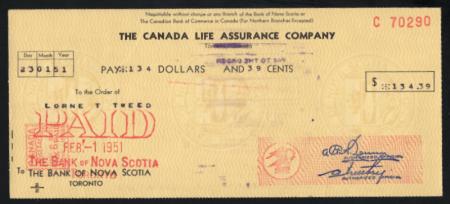 Negotiable without charge at any Branch of the Bank of Nova Scotia or
The Canadian Bank of Commerce in Canada (Far Northern Branches Excepted)
C 70290
THE CANADA LIFE ASSURANCE COMPANY
Day Month Year
230151
PAY 134 DOLLARS AND 39 CENTS
$ 134.39
To the Order of
LORNE T TWEED
PAID
FEB -1 1951
THE BANK OF NOVA SCOTIA
To THE BANK OF NOVA SCOTIA
TORONTO